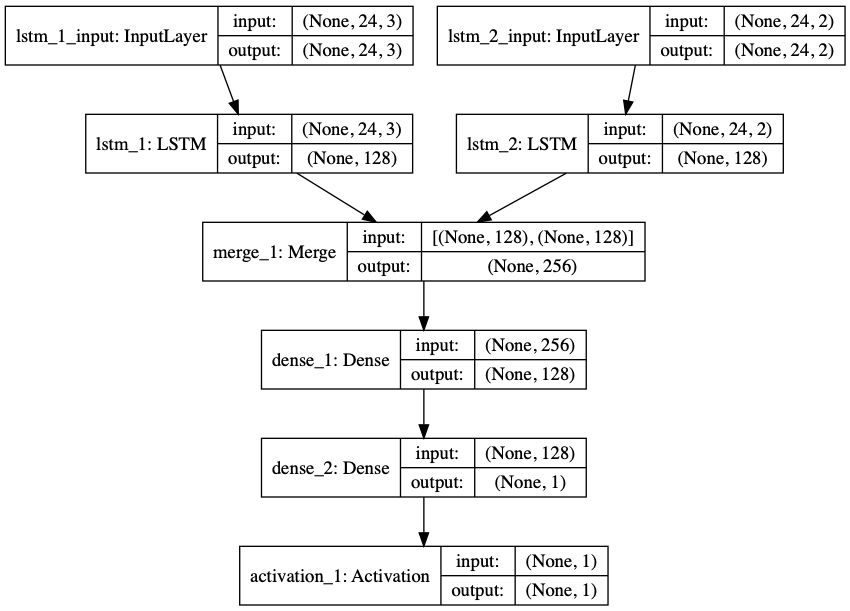 lstm_1_input: InputLayer
input:
(None, 24, 3)
output:
(None, 24, 3)
lstm_2_input: InputLayer
input:
(None, 24, 2)
output:
(None, 24, 2)
lstm_1: LSTM
input:
(None, 24, 3)
output:
(None, 128)
lstm_2: LSTM
input:
(None, 24, 2)
output:
(None, 128)
merge_1: Merge
input:
[(None, 128), (None, 128)]
output:
(None, 256)
dense_1: Dense
input:
(None, 256)
output:
(None, 128)
dense_2: Dense
input:
(None, 128)
output:
(None, 1)
activation_1: Activation
input:
(None, 1)
output:
(None, 1)